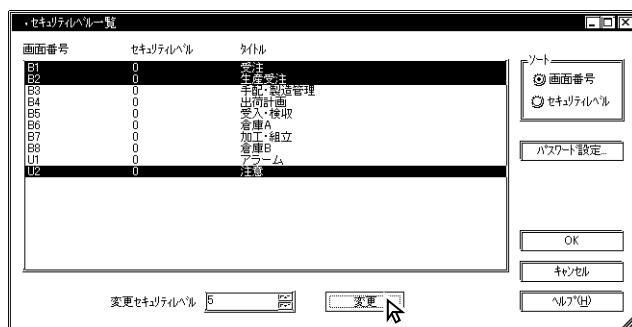 ・セキュリティレベル一覧
画面番号 セキュリティレベル タイトル
B1 0 受注
B2 0 生産受注
B3 0 手配・製造管理
B4 0 出荷計画
B5 0 受入・検収
B6 0 倉庫A
B7 0 加工・組立
B8 0 倉庫B
U1 0 アラーム
U2 0 注意
ソート
画面番号
セキュリティレベル
パスワード設定...
OK
キャンセル
ヘルプ(H)
変更セキュリティレベル 5 変更